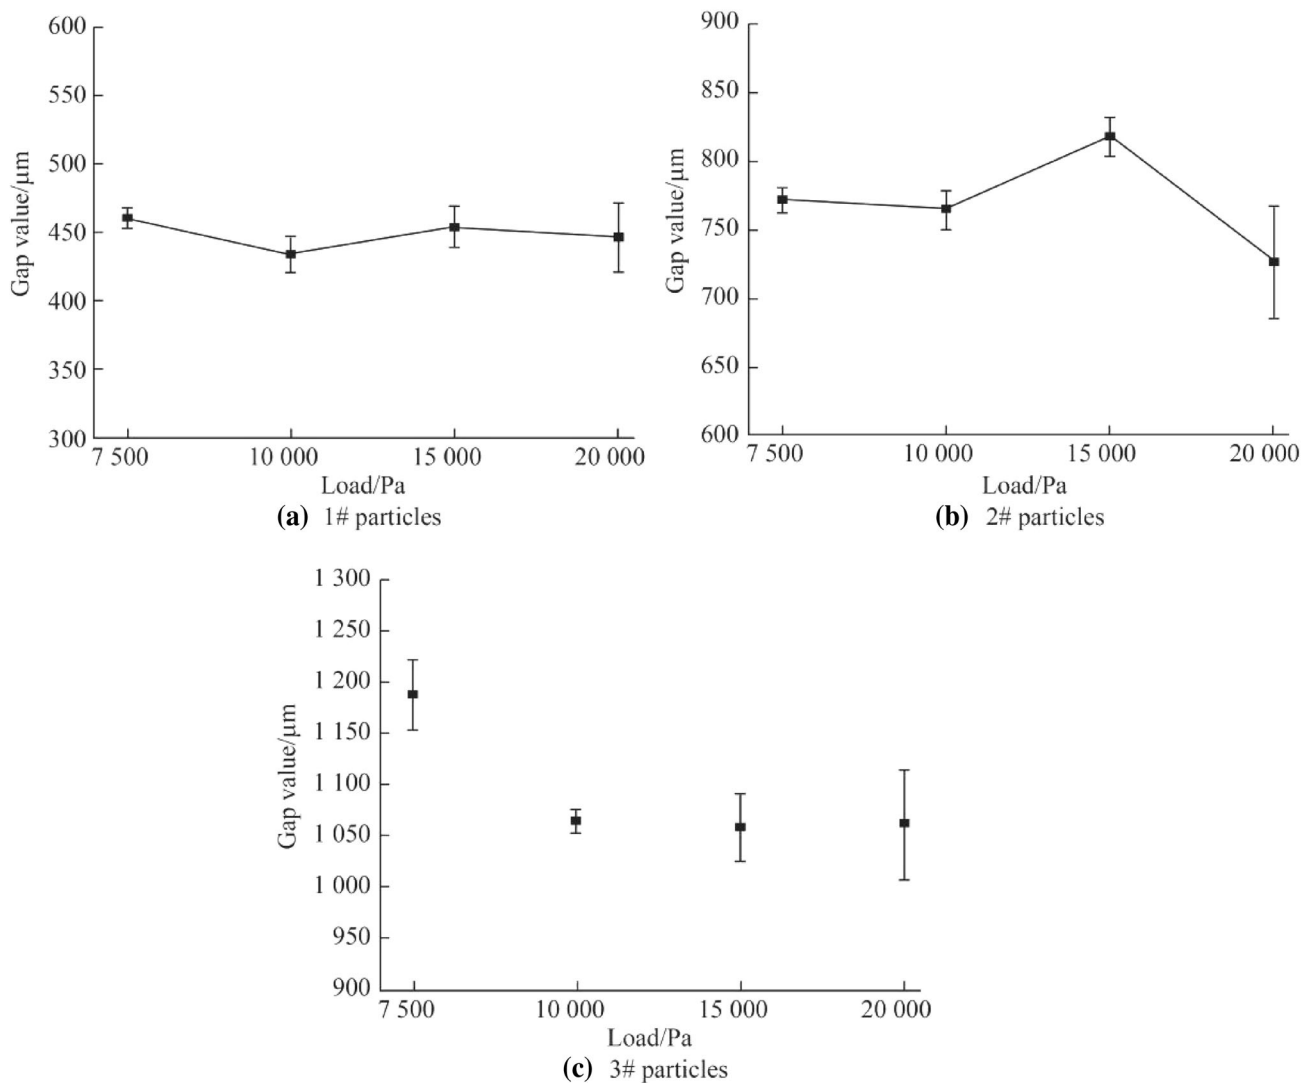 600
550
500
450
400
350
300
Gap value/μm
7 500 10 000 15 000 20 000
Load/Pa
(a) 1# particles
900
850
800
750
700
650
600
Gap value/μm
7 500 10 000 15 000 20 000
Load/Pa
(b) 2# particles
1 300
1 250
1 200
1 150
1 100
1 050
1 000
950
900
Gap value/μm
7 500 10 000 15 000 20 000
Load/Pa
(c) 3# particles